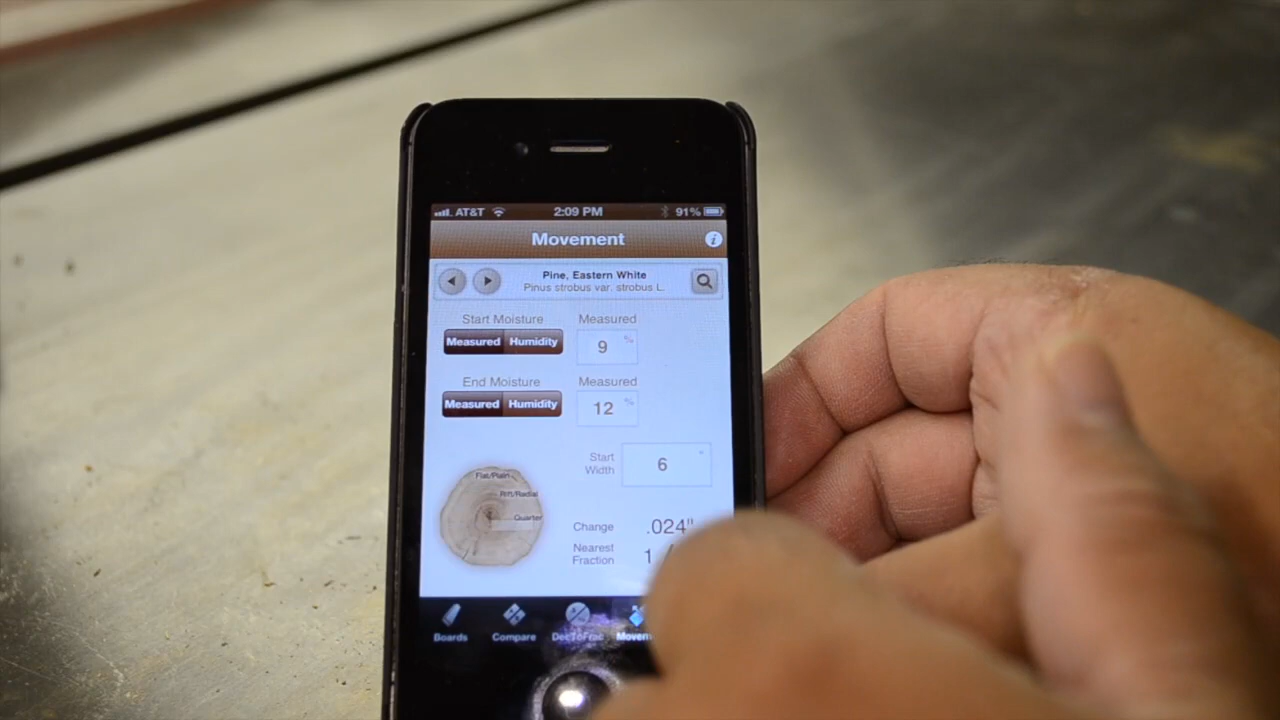 AT&T 2:09 PM 91%
Movement i
Pine, Eastern White
Pinus strobus var. strobus L.
Start Moisture Measured
Measured Humidity 9 %
End Moisture Measured
Measured Humidity 12 %
Start
Width 6 "
Flat/Plain
Rift/Radial
Quarter
Change .024"
Nearest
Fraction 1
Boards Compare DecToFrac Movem